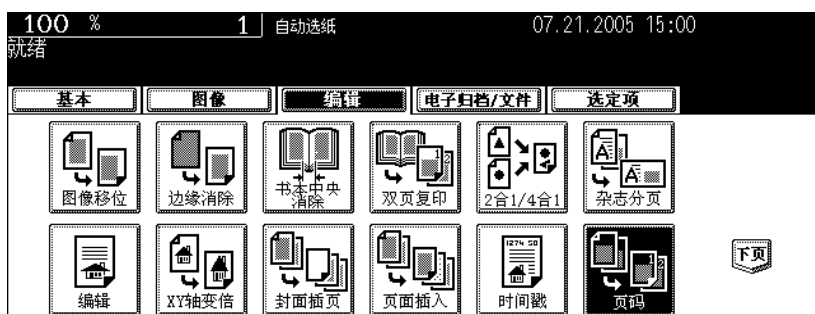 100 % 1 自动选纸 07.21.2005 15:00
就绪
基本 图像 编辑 电子归档/文件 选定项
图像移位 边缘消除 书本中央消除 双页复印 2合1/4合1 杂志分页
编辑 XY轴变倍 封面插页 页面插入 时间戳 页码
下页